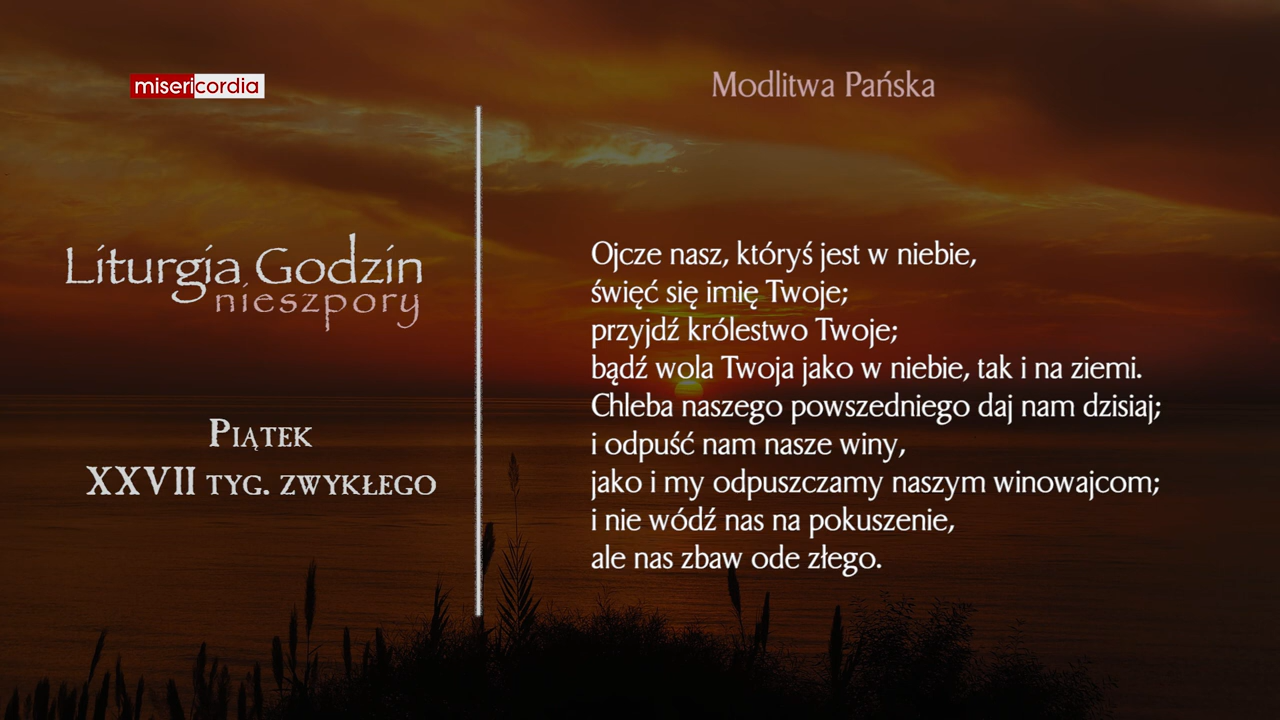 misericordia
Liturgia Godzin
nieszpory
Piątek
XXVII tyg. zwykłego
Modlitwa Pańska
Ojcze nasz, któryś jest w niebie,
święć się imię Twoje;
przyjdź królestwo Twoje;
bądź wola Twoja jako w niebie, tak i na ziemi.
Chleba naszego powszedniego daj nam dzisiaj;
i odpuść nam nasze winy,
jako i my odpuszczamy naszym winowajcom;
i nie wódź nas na pokuszenie,
ale nas zbaw ode złego.